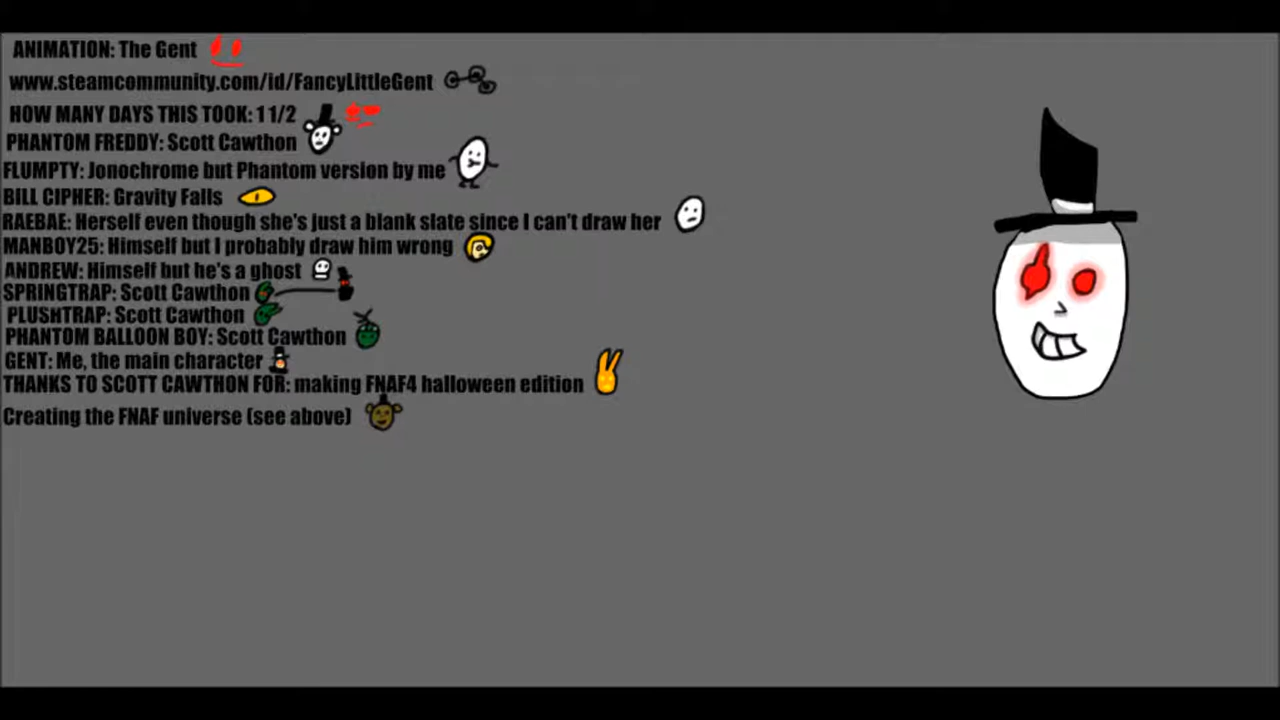 ANIMATION: The Gent
www.steamcommunity.com/id/FancyLittleGent
HOW MANY DAYS THIS TOOK: 1 1/2
PHANTOM FREDDY: Scott Cawthon
FLUMPTY: Jonochrome but Phantom version by me
BILL CIPHER: Gravity Falls
RAEBAE: Herself even though she's just a blank slate since I can't draw her
MANBOY25: Himself but I probably draw him wrong
ANDREW: Himself but he's a ghost
SPRINGTRAP: Scott Cawthon
PLUSHTRAP: Scott Cawthon
PHANTOM BALLOON BOY: Scott Cawthon
GENT: Me, the main character
THANKS TO SCOTT CAWTHON FOR: making FNAF4 halloween edition
Creating the FNAF universe (see above)